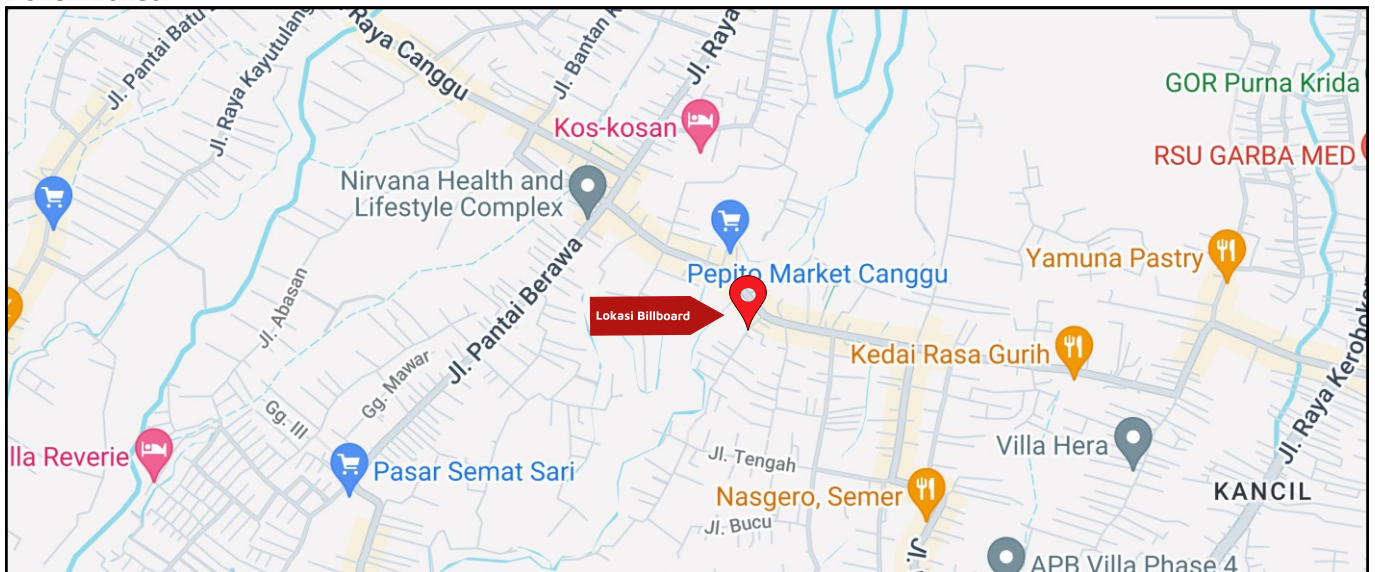 Jl. Pantai Batu
Jl. Raya Kayutulang
Raya Canggu
Jl. Bantan K
Jl. Raya
GOR Purna Krida
Kos-kosan
RSU GARBA MED
Nirvana Health and
Lifestyle Complex
Yamuna Pastry
Pepito Market Canggu
Jl. Abasan
Jl. Pantai Berawa
Lokasi Billboard
Kedai Rasa Gurih
Jl. Raya Kerobokan
Gg. Mawar
Gg. III
lla Reverie
Pasar Semat Sari
Jl. Tengah
Villa Hera
Nasgero, Semer
KANCIL
Jl. Bucu
Jl.
APB Villa Phase 4